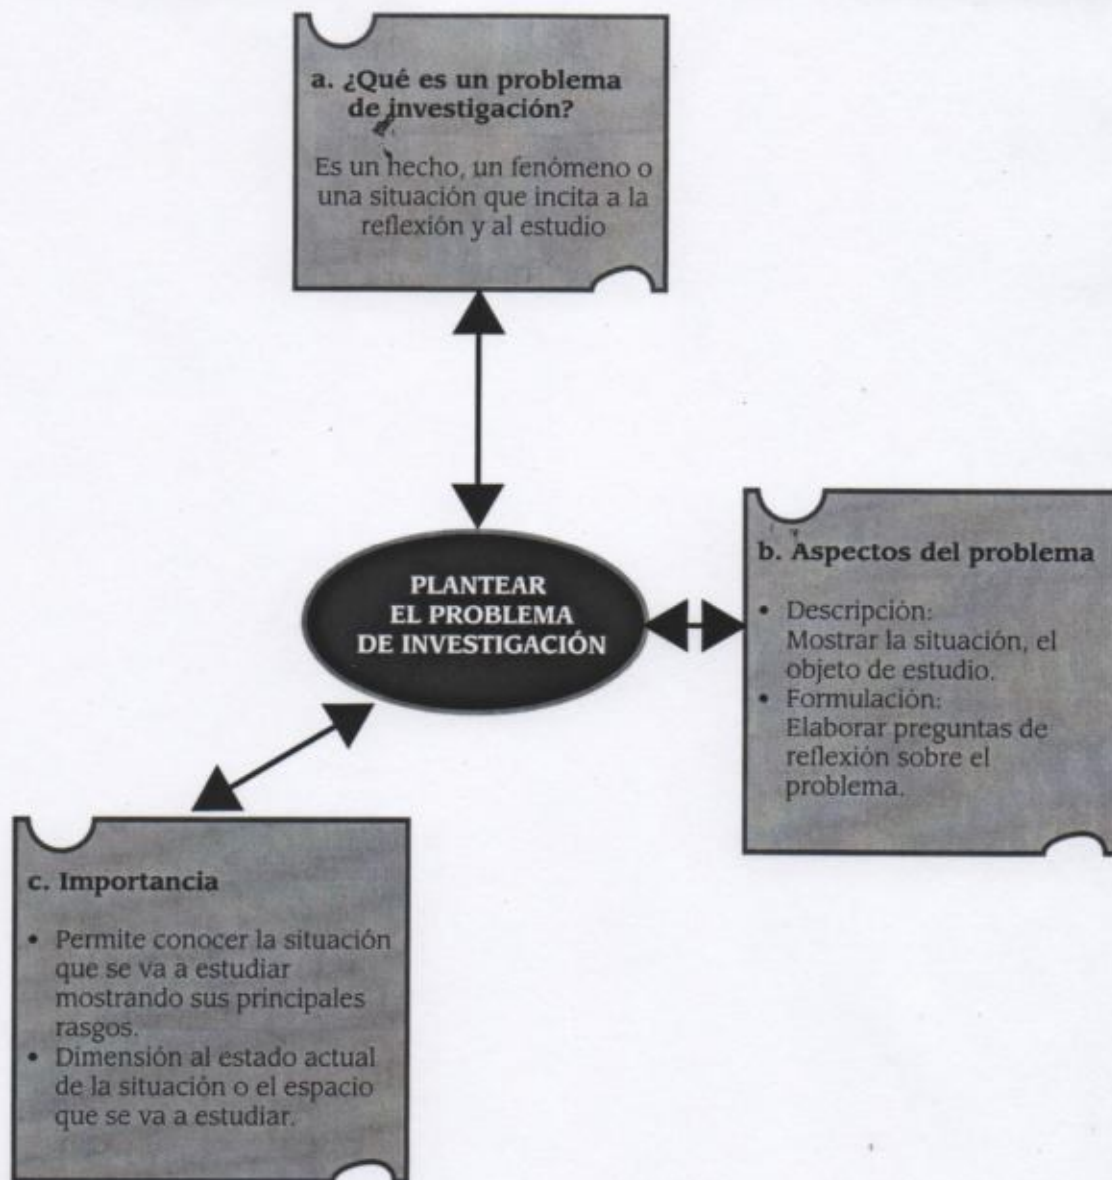 a. ¿Qué es un problema
de investigación?
Es un hecho, un fenómeno o
una situación que incita a la
reflexión y al estudio
PLANTEAR
EL PROBLEMA
DE INVESTIGACIÓN
b. Aspectos del problema
• Descripción:
Mostrar la situación, el
objeto de estudio.
• Formulación:
Elaborar preguntas de
reflexión sobre el
problema.
c. Importancia
• Permite conocer la situación
que se va a estudiar
mostrando sus principales
rasgos.
• Dimensión al estado actual
de la situación o el espacio
que se va a estudiar.